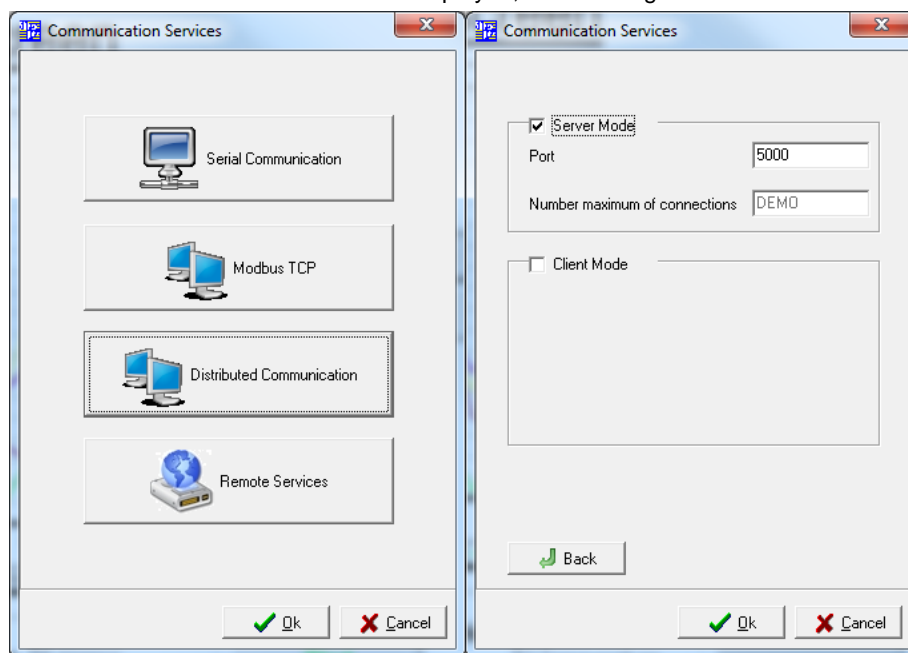 Communication Services
Serial Communication
Modbus TCP
Distributed Communication
Remote Services
Ok
Cancel
Communication Services
Server Mode
Port
5000
Number maximum of connections
DEMO
Client Mode
Back
Ok
Cancel